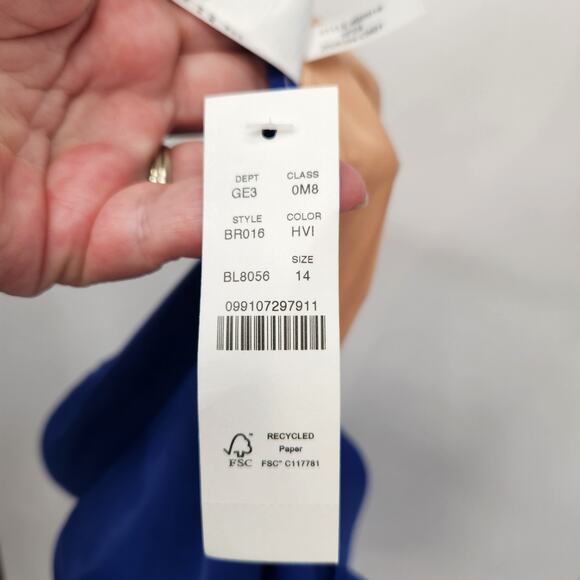 DEPT CLASS
GE3 0M8
STYLE COLOR
BR016 HVI
SIZE
BL8056 14
099107297911
RECYCLED
Paper
FSC
FSC® C117781